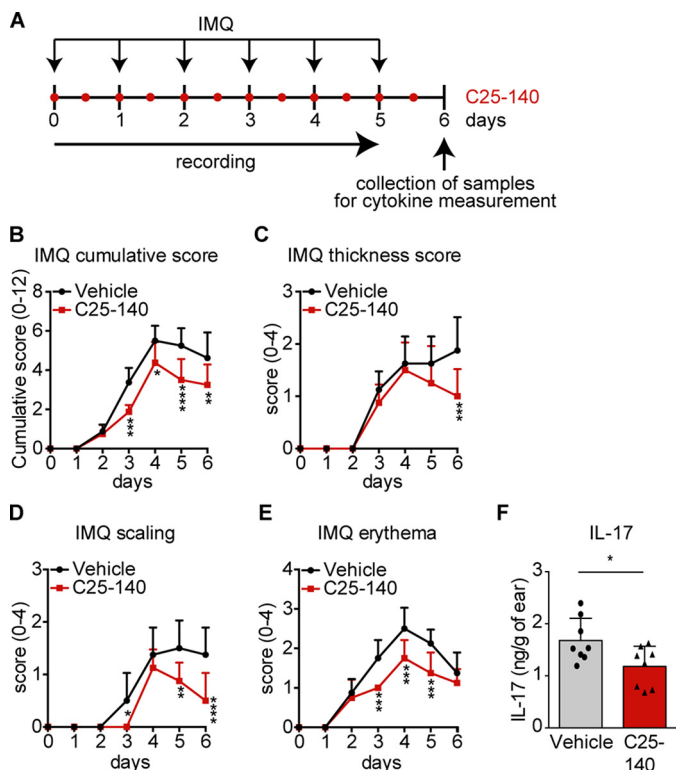 A
IMQ
C25-140
0 1 2 3 4 5 6 days
recording
collection of samples
for cytokine measurement
B
IMQ cumulative score
Vehicle
C25-140
Cumulative score (0-12)
8
6
4
2
0
***
*
****
**
0 1 2 3 4 5 6
days
C
IMQ thickness score
Vehicle
C25-140
score (0-4)
3
2
1
0
***
0 1 2 3 4 5 6
days
D
IMQ scaling
Vehicle
C25-140
score (0-4)
3
2
1
0
*
**
****
0 1 2 3 4 5 6
days
E
IMQ erythema
Vehicle
C25-140
score (0-4)
4
3
2
1
0
***
***
***
0 1 2 3 4 5 6
days
F
IL-17
*
IL-17 (ng/g of ear)
3
2
1
0
Vehicle
C25-
140